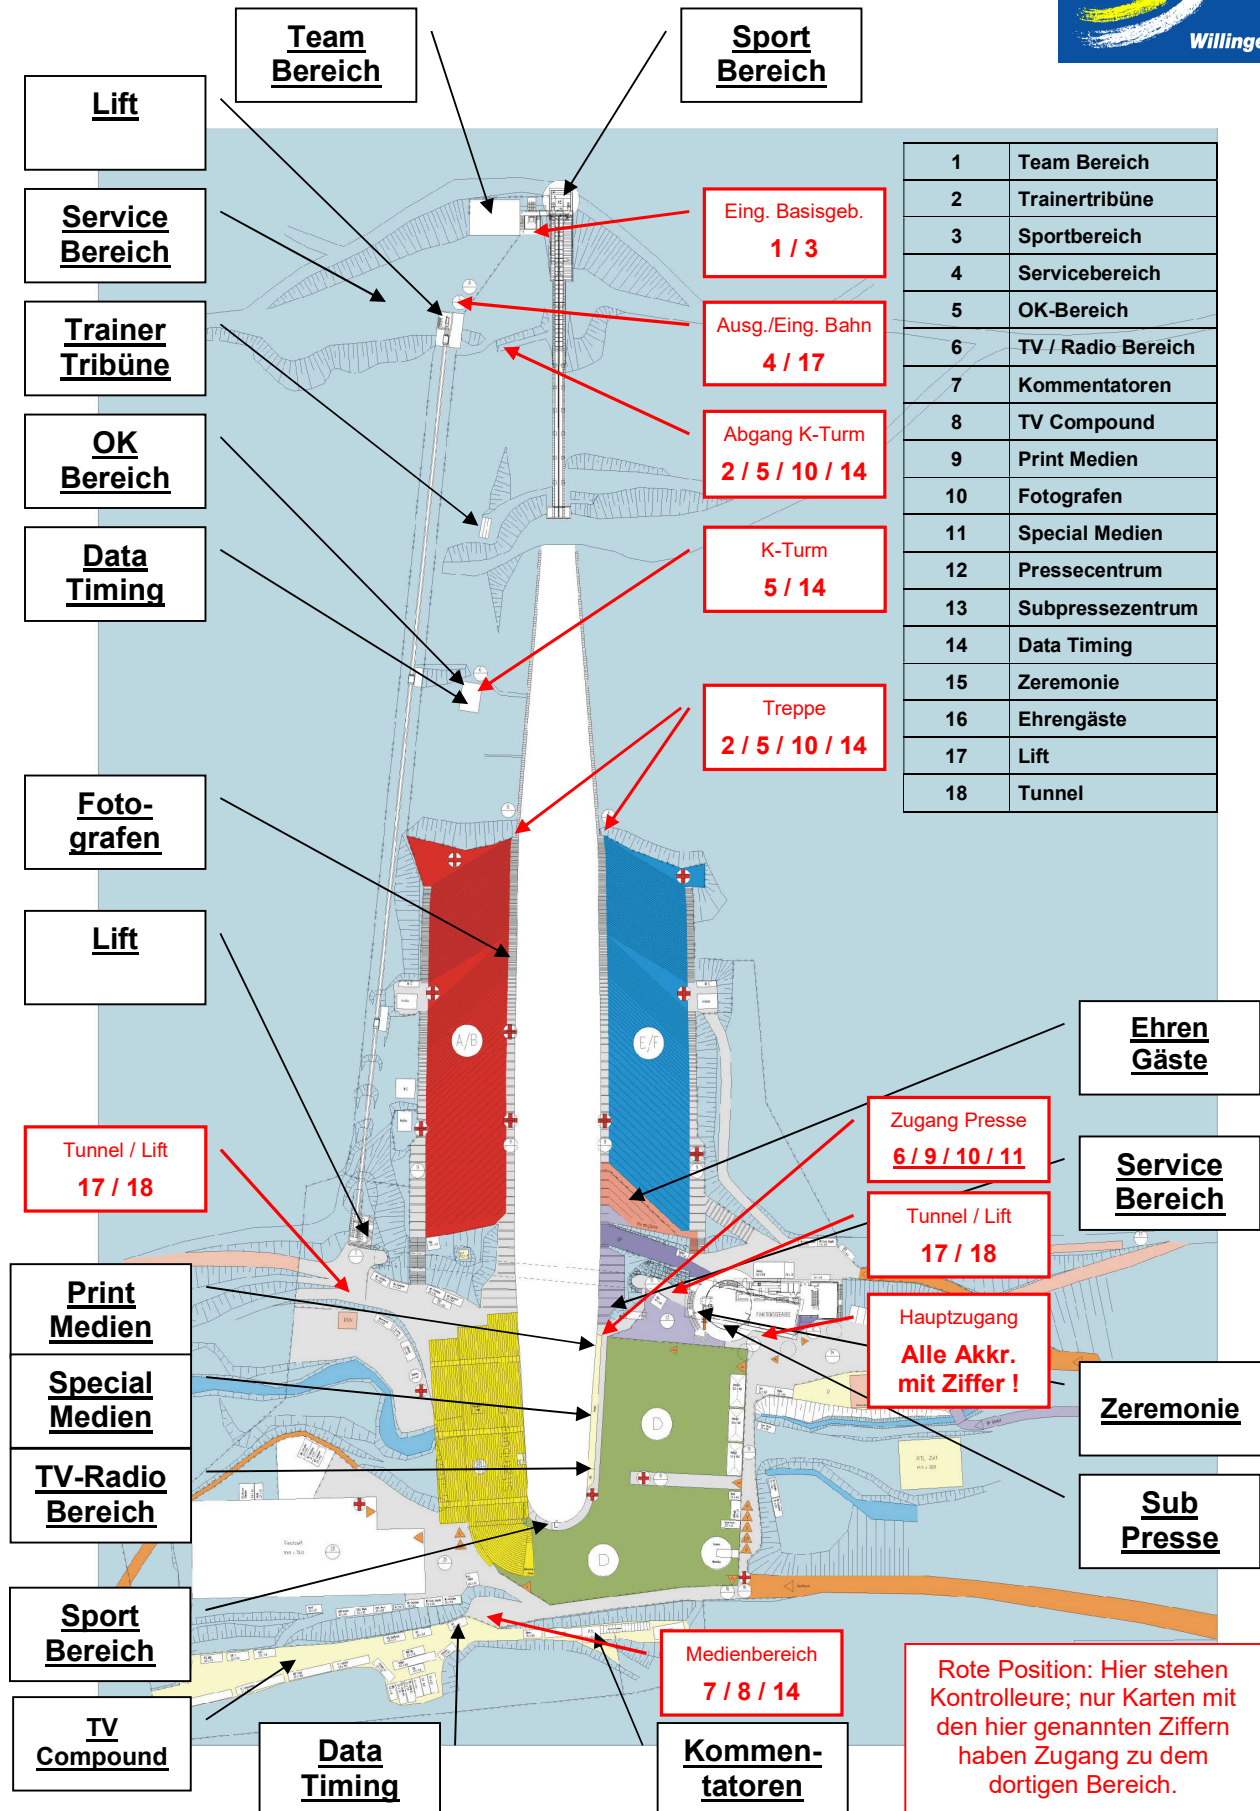 Willinge
Team
Bereich
Sport
Bereich
Lift
Service
Bereich
Trainer
Tribüne
OK
Bereich
Data
Timing
Foto-
grafen
Lift
Eing. Basisgeb.
1 / 3
Ausg./Eing. Bahn
4 / 17
Abgang K-Turm
2 / 5 / 10 / 14
K-Turm
5 / 14
Treppe
2 / 5 / 10 / 14
1 Team Bereich
2 Trainertribüne
3 Sportbereich
4 Servicebereich
5 OK-Bereich
6 TV / Radio Bereich
7 Kommentatoren
8 TV Compound
9 Print Medien
10 Fotografen
11 Special Medien
12 Pressecentrum
13 Subpressezentrum
14 Data Timing
15 Zeremonie
16 Ehrengäste
17 Lift
18 Tunnel
A/B
E/F
Ehren
Gäste
Zugang Presse
6 / 9 / 10 / 11
Service
Bereich
Tunnel / Lift
17 / 18
Tunnel / Lift
17 / 18
Hauptzugang
Alle Akkr.
mit Ziffer !
Print
Medien
Special
Medien
TV-Radio
Bereich
Zeremonie
Sub
Presse
D
D
Sport
Bereich
TV
Compound
Data
Timing
Medienbereich
7 / 8 / 14
Kommen-
tatoren
Rote Position: Hier stehen
Kontrolleure; nur Karten mit
den hier genannten Ziffern
haben Zugang zu dem
dortigen Bereich.